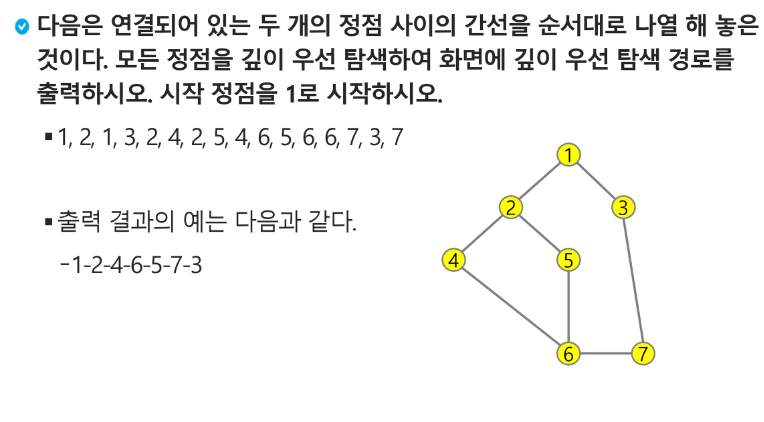 다음은 연결되어 있는 두 개의 정점 사이의 간선을 순서대로 나열 해 놓은
것이다. 모든 정점을 깊이 우선 탐색하여 화면에 깊이 우선 탐색 경로를
출력하시오. 시작 정점을 1로 시작하시오.
▪1, 2, 1, 3, 2, 4, 2, 5, 4, 6, 5, 6, 6, 7, 3, 7
▪출력 결과의 예는 다음과 같다.
-1-2-4-6-5-7-3
1
2 3
4 5
6 7